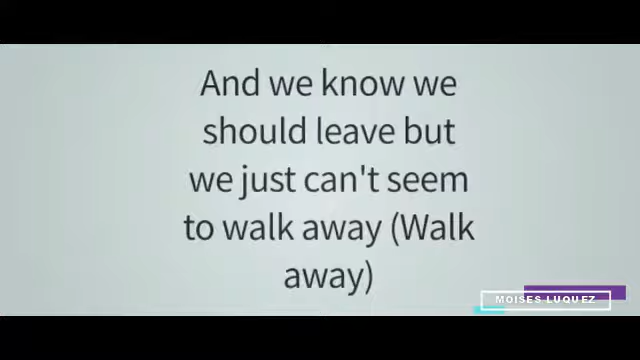 And we know we
should leave but
we just can't seem
to walk away (Walk
away)
MOISES LUQUEZ